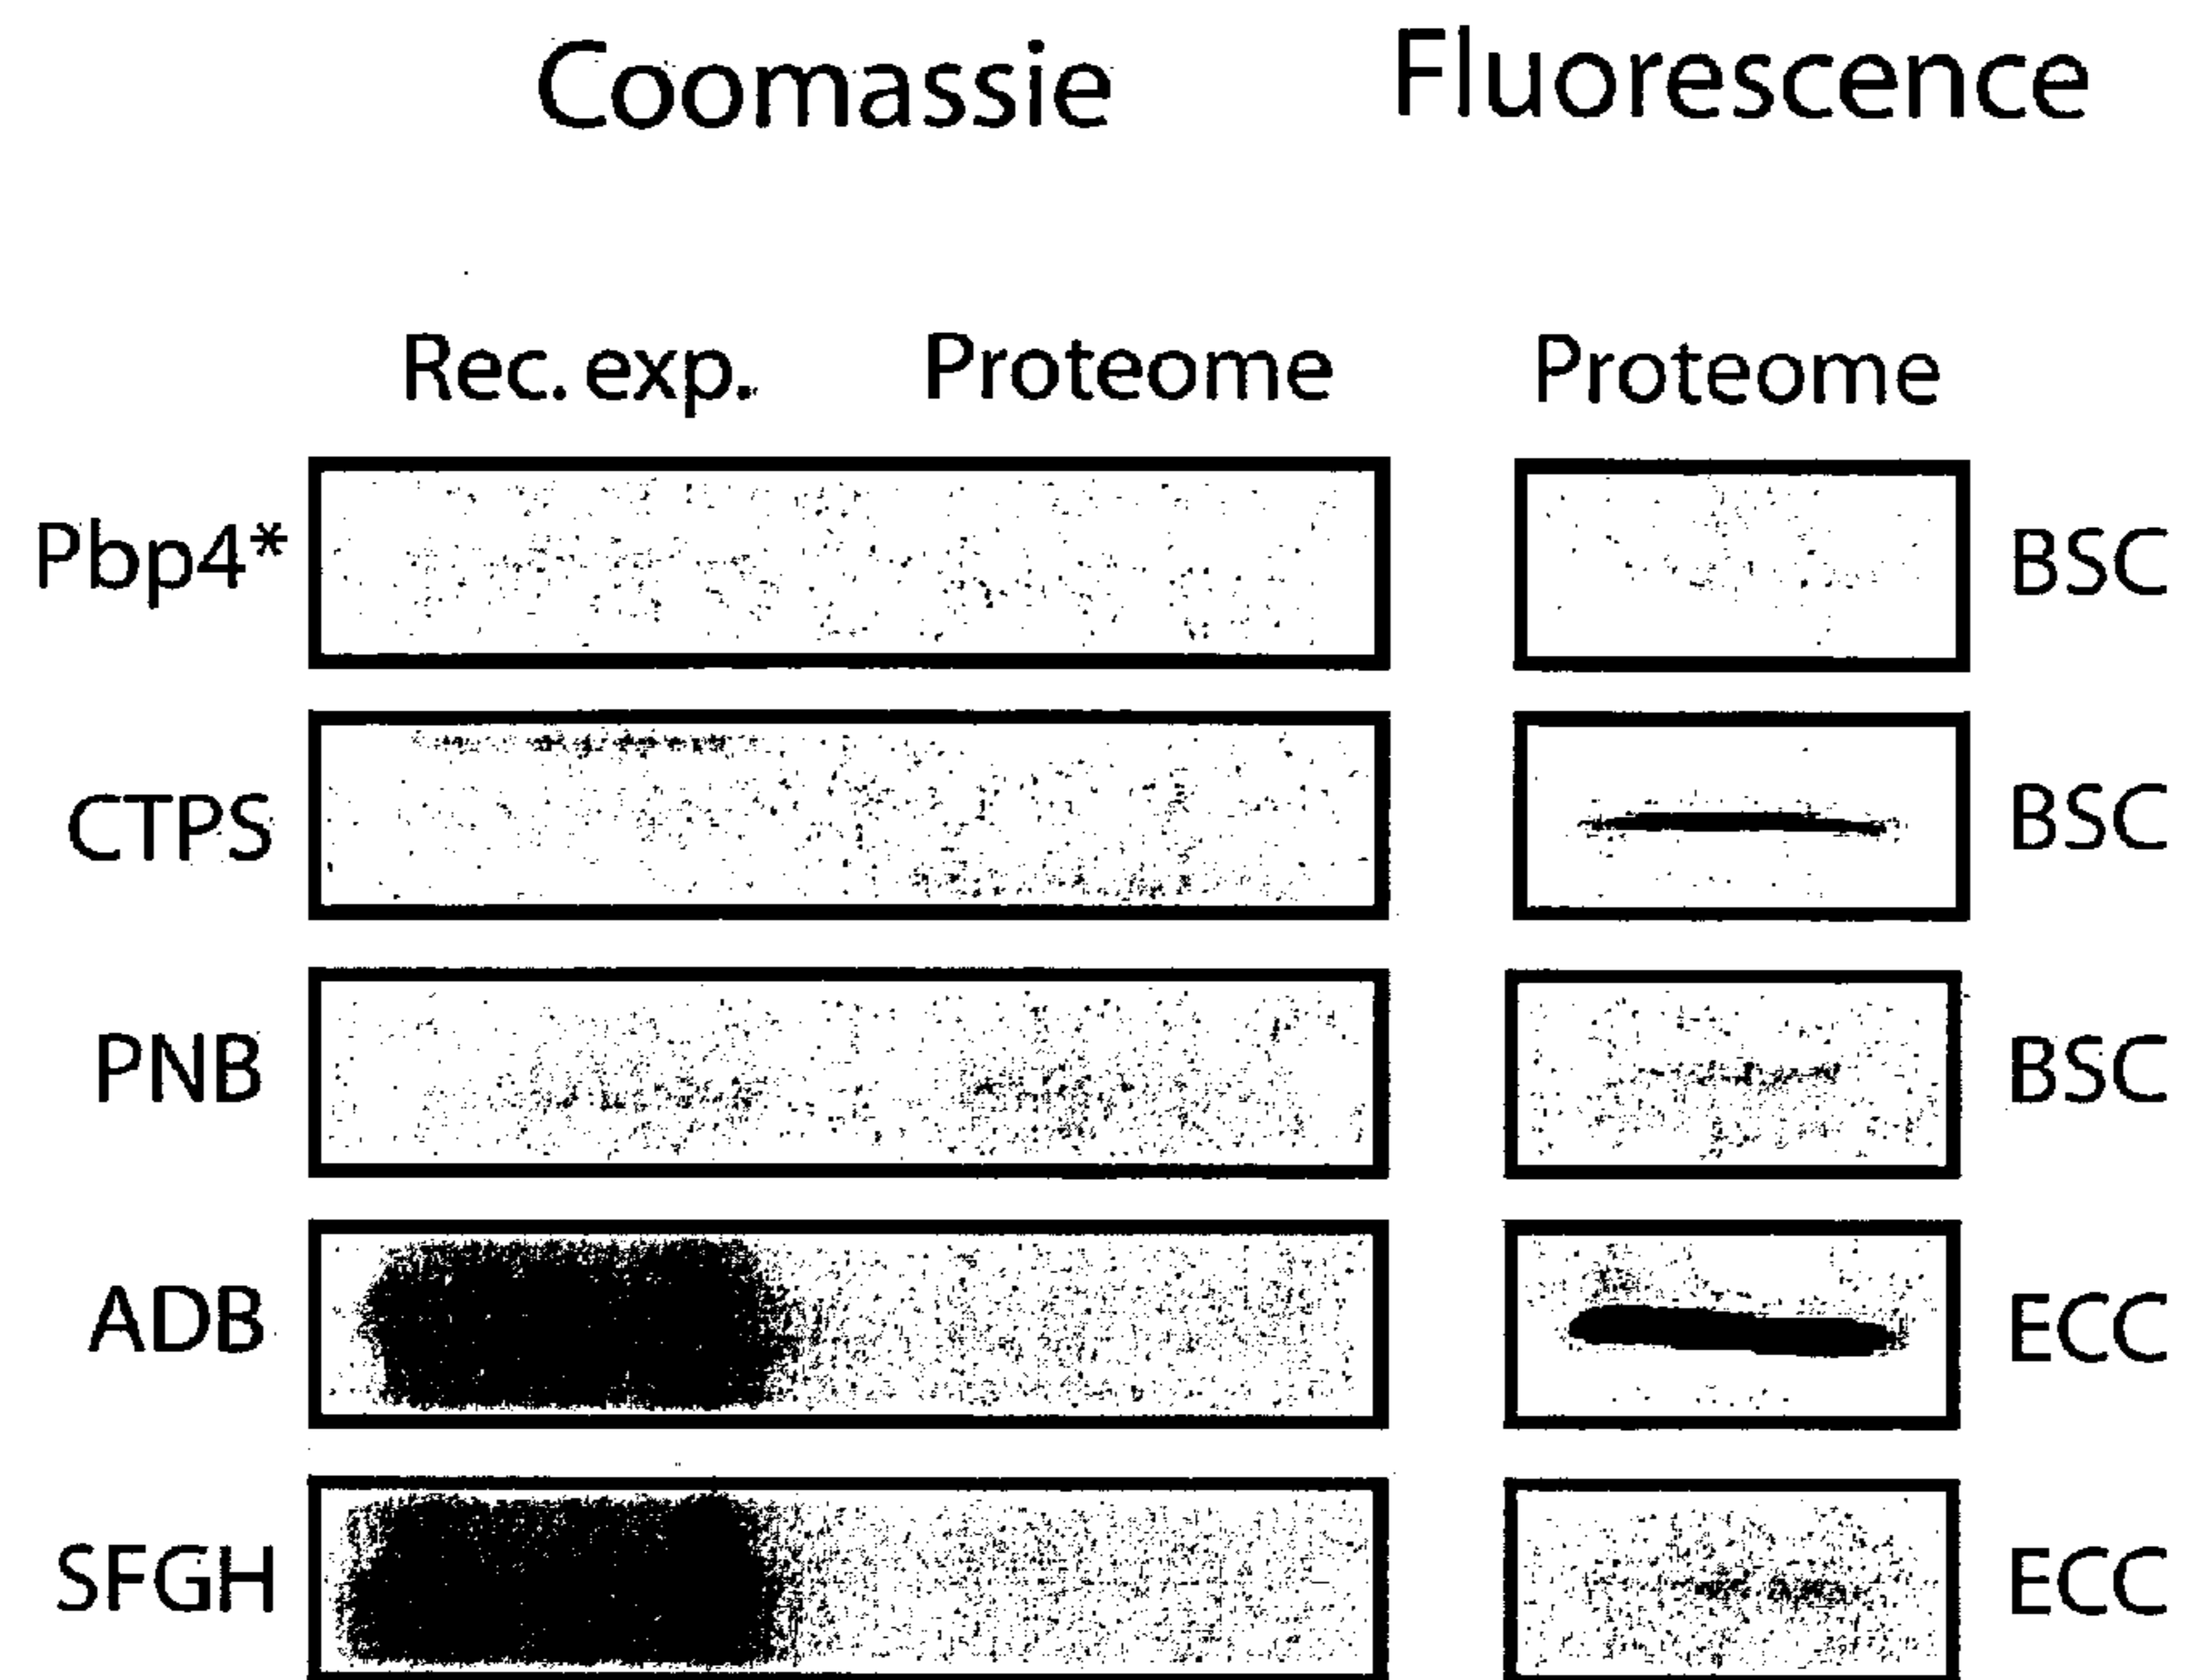 Coomassie Fluorescence
Rec. exp. Proteome Proteome
Pbp4* BSC
CTPS BSC
PNB BSC
ADB ECC
SFGH ECC